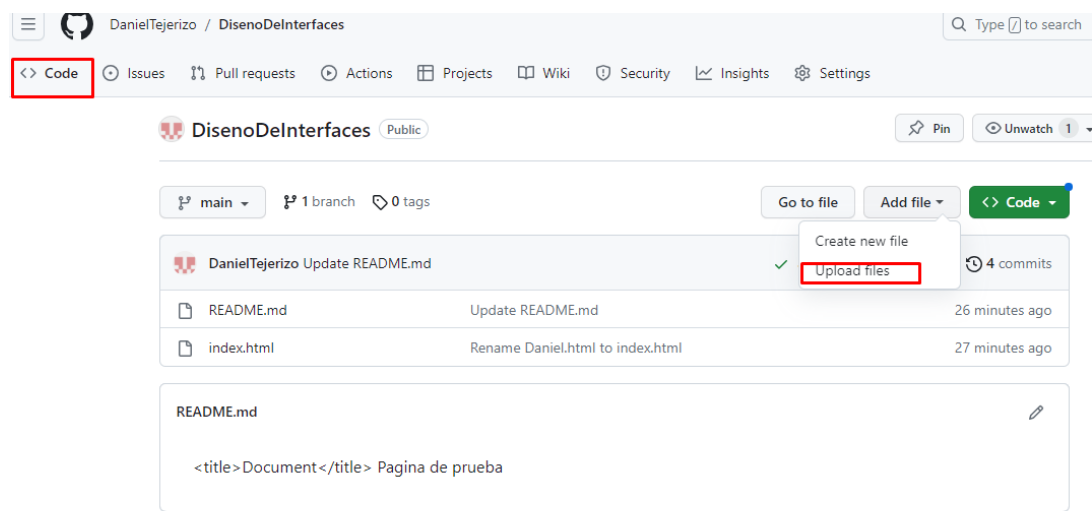 DanielTejerizo / DisenoDeInterfaces
Type / to search
<> Code Issues Pull requests Actions Projects Wiki Security Insights Settings
DisenoDeInterfaces Public
Pin Unwatch 1
main 1 branch 0 tags Go to file Add file <> Code
Create new file
Upload files
DanielTejerizo Update README.md 4 commits
README.md Update README.md 26 minutes ago
index.html Rename Daniel.html to index.html 27 minutes ago
README.md
<title>Document</title> Pagina de prueba